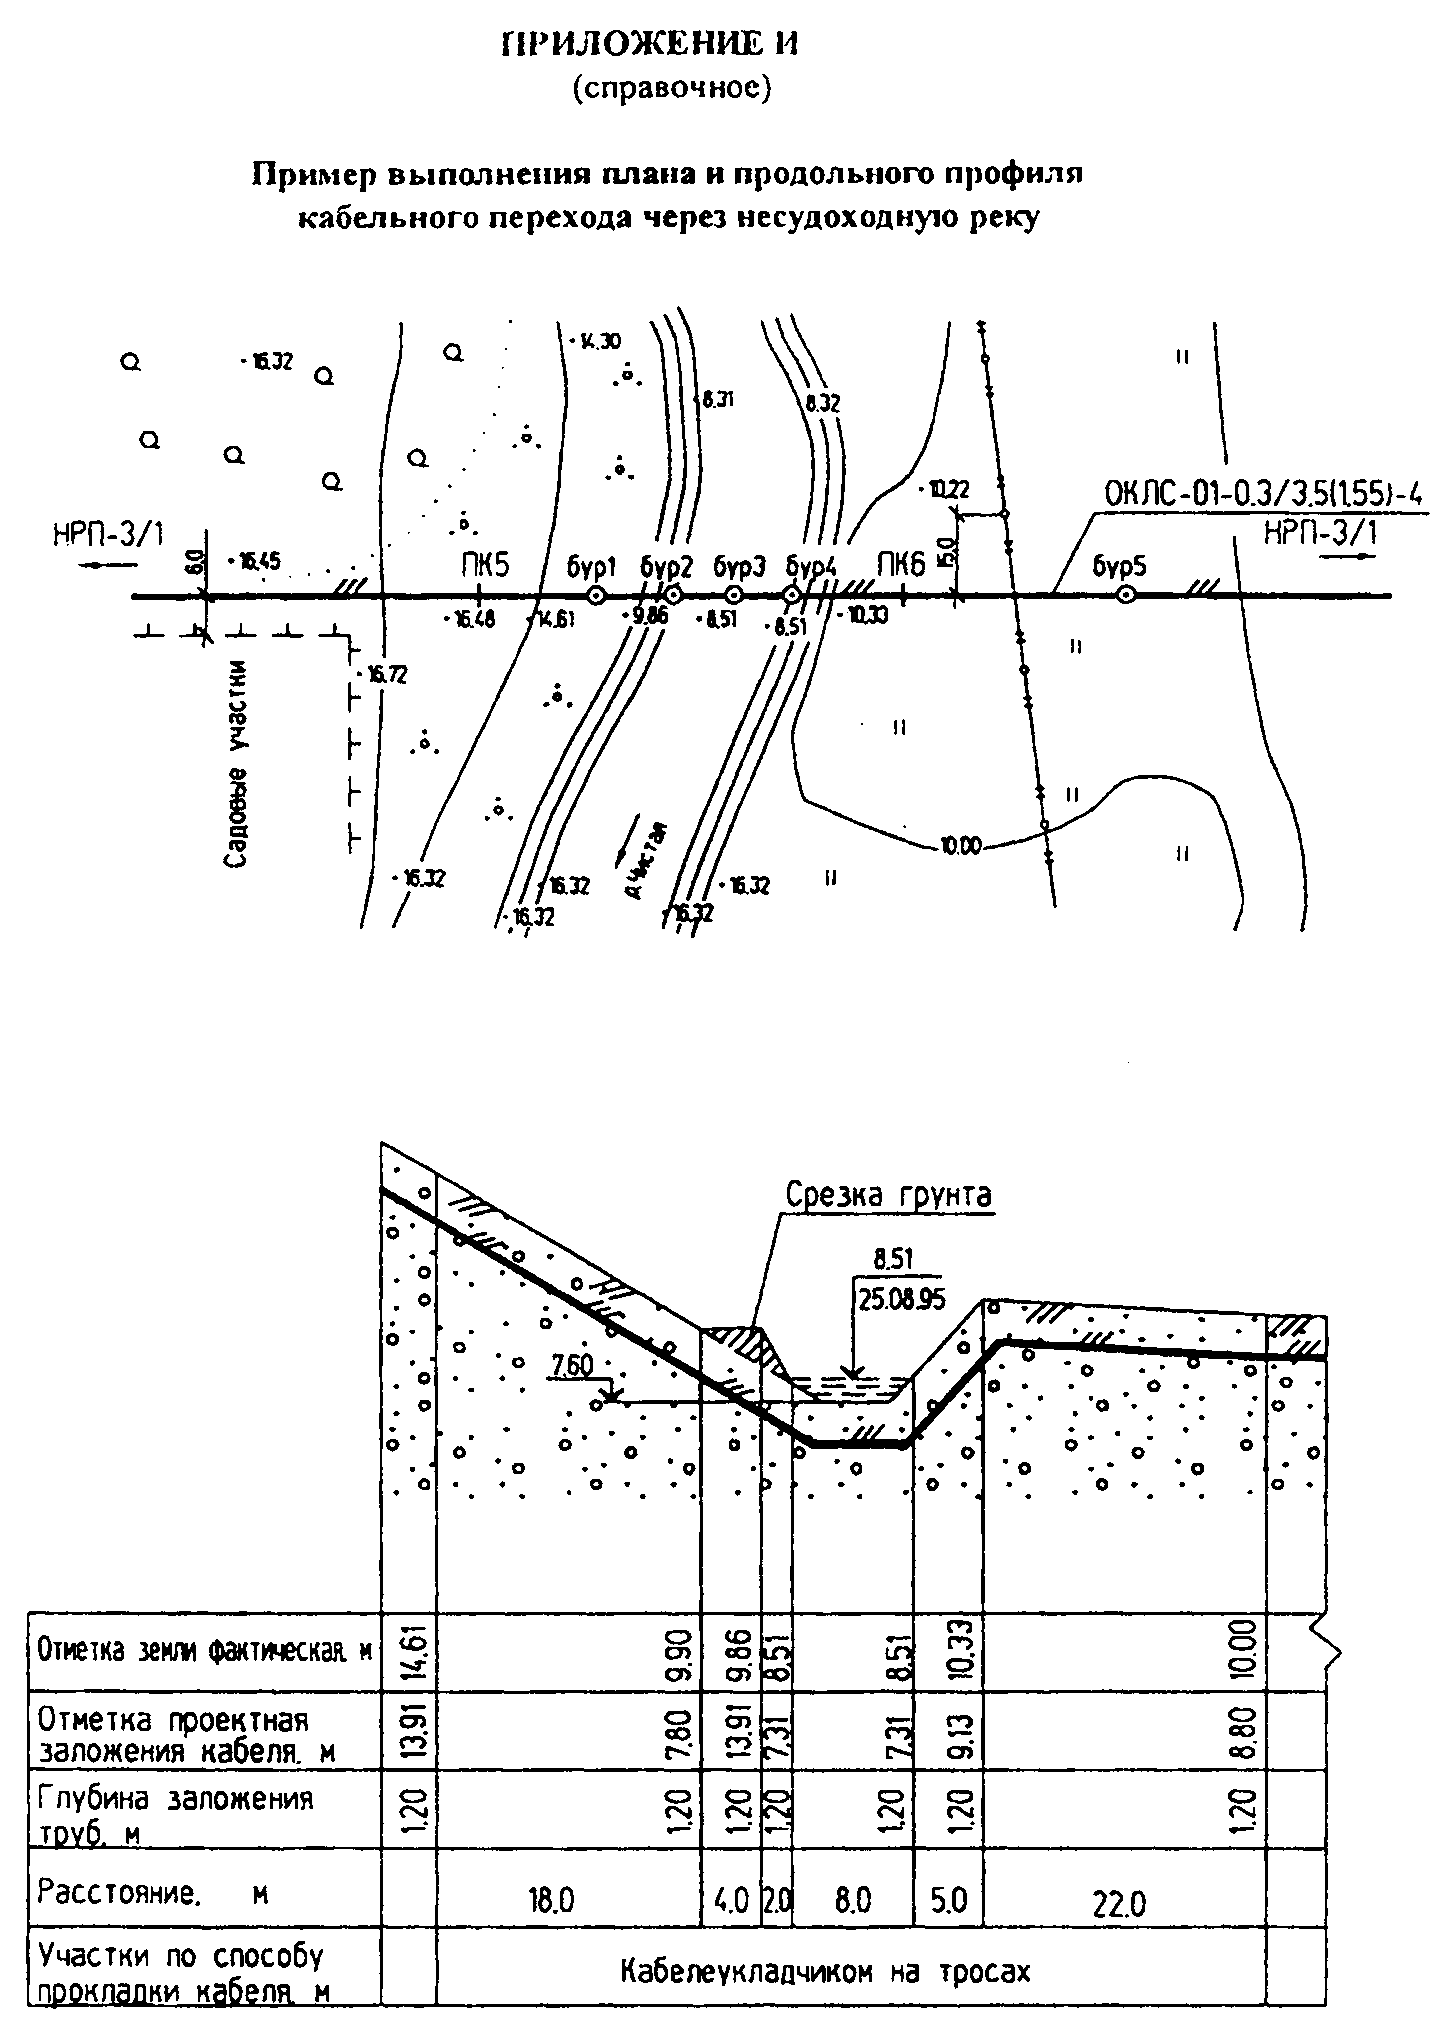 ПРИЛОЖЕНИЕ И
(справочное)
Пример выполнения плана и продольного профиля
кабельного перехода через несудоходную реку
16.32
14.30
8.31
8.32
10.22
ОКЛС-01-0.3/3.5(1.55)-4
НРП-3/1
НРП-3/1
6.0
16.45
ПК5
бур1
бур2
бур3
бур4
ПК6
15.0
бур5
16.48
14.61
9.86
8.51
8.51
10.33
16.72
Садовые участки
10.00
р.Чистая
16.32
16.32
16.32
16.32
16.32
Срезка грунта
8.51
25.08.95
7.60
Отметка земли фактическая. м 14.61 9.90 9.86 8.51 8.51 10.33 10.00
Отметка проектная
заложения кабеля. м 13.91 7.80 13.91 7.31 7.31 9.13 8.80
Глубина заложения
труб. м 1.20 1.20 1.20 1.20 1.20 1.20 1.20
Расстояние. м 18.0 4.0 2.0 8.0 5.0 22.0
Участки по способу
прокладки кабеля. м Кабелеукладчиком на тросах